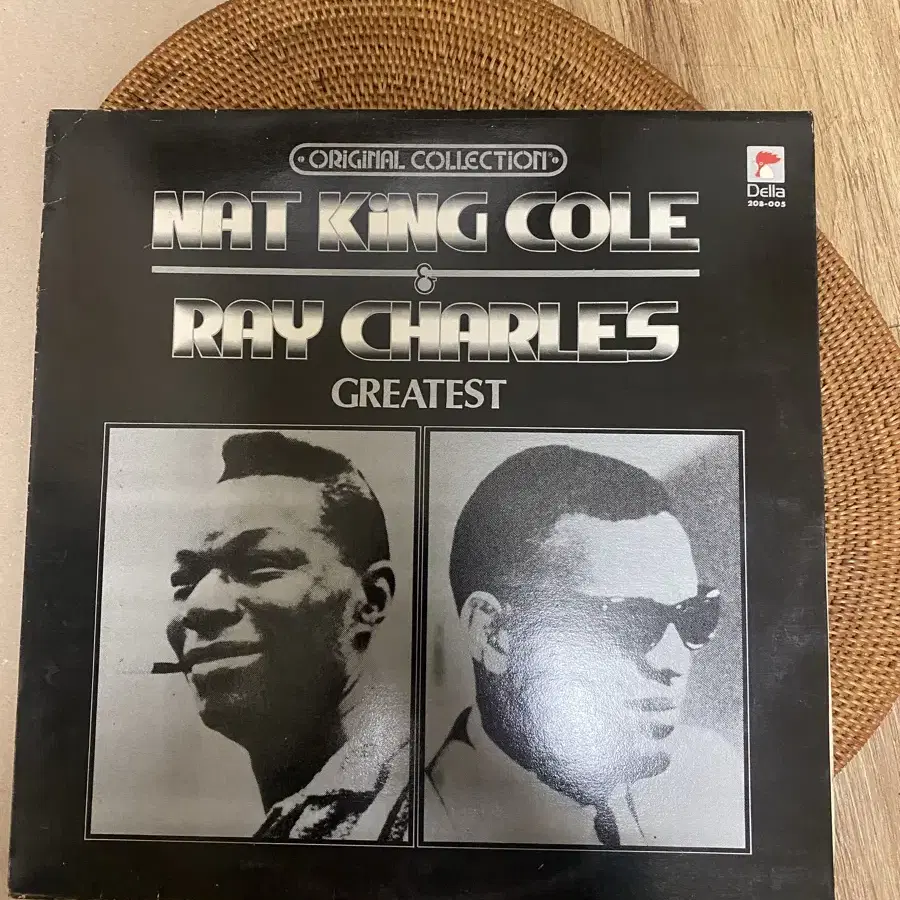 ORiGiNAL COLLECTION
Della
208-005
NAT KiNG COLE
&
RAY CHARLES
GREATEST